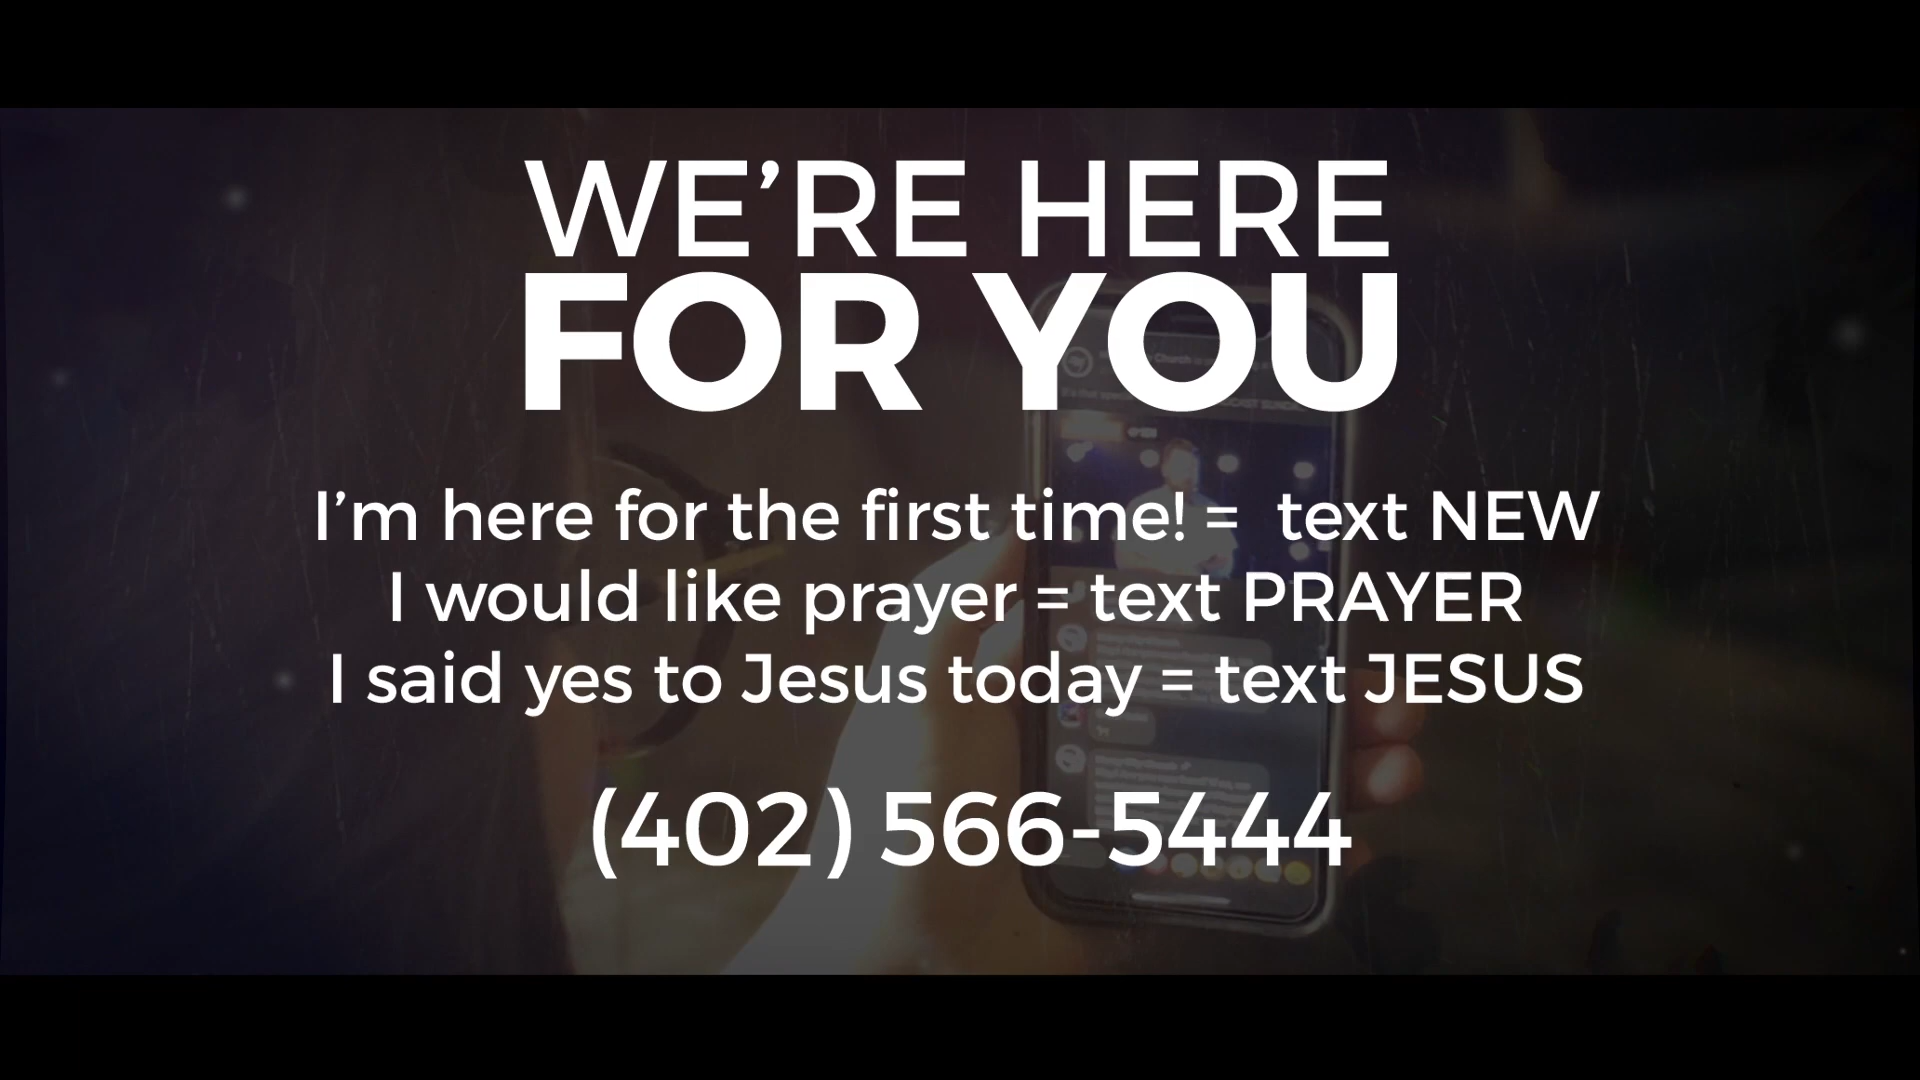 WE’RE HERE
FOR YOU
I’m here for the first time! = text NEW
I would like prayer = text PRAYER
I said yes to Jesus today = text JESUS
(402) 566-5444
Church